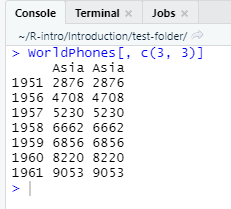 Console Terminal × Jobs ×
~/R-intro/Introduction/test-folder/
> WorldPhones[, c(3, 3)]
Asia Asia
1951 2876 2876
1956 4708 4708
1957 5230 5230
1958 6662 6662
1959 6856 6856
1960 8220 8220
1961 9053 9053
>